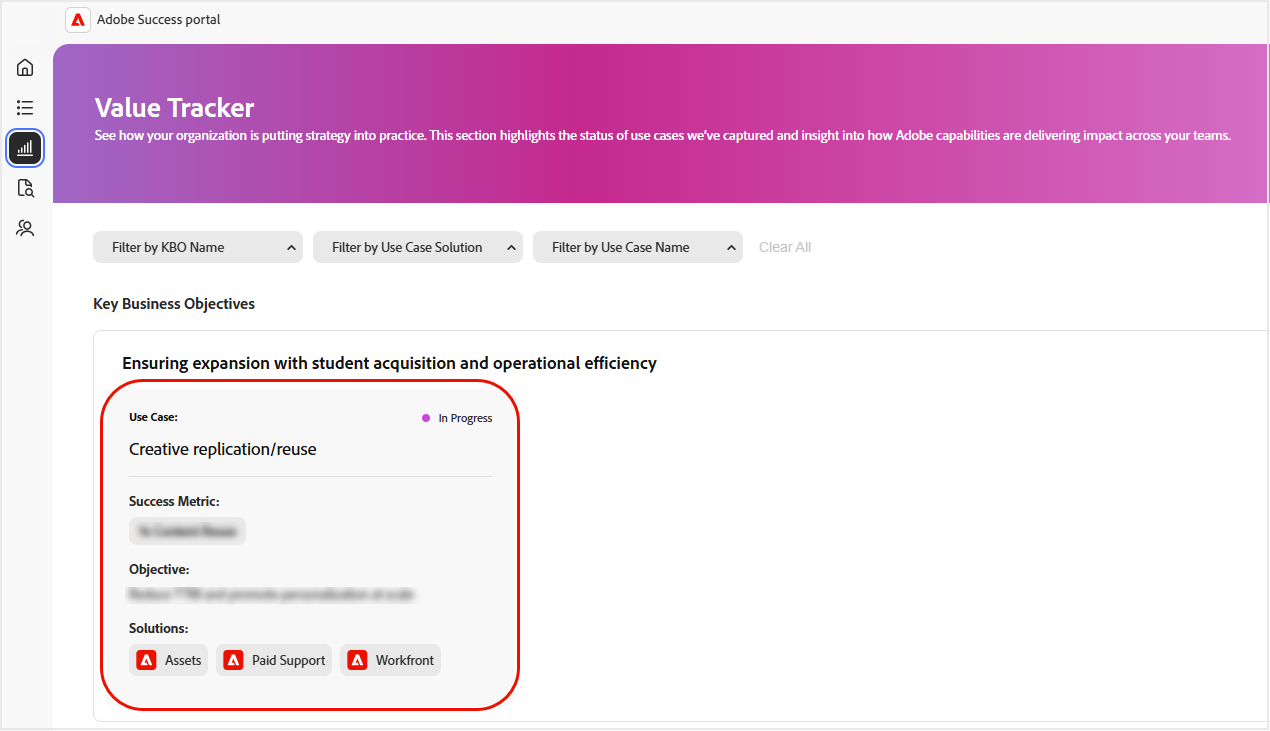 Adobe Success portal
Value Tracker
See how your organization is putting strategy into practice. This section highlights the status of use cases we've captured and insight into how Adobe capabilities are delivering impact across your teams.
Filter by KBO Name
Filter by Use Case Solution
Filter by Use Case Name
Clear All
Key Business Objectives
Ensuring expansion with student acquisition and operational efficiency
Use Case:
In Progress
Creative replication/reuse
Success Metric:
Objective:
Solutions:
Assets
Paid Support
Workfront